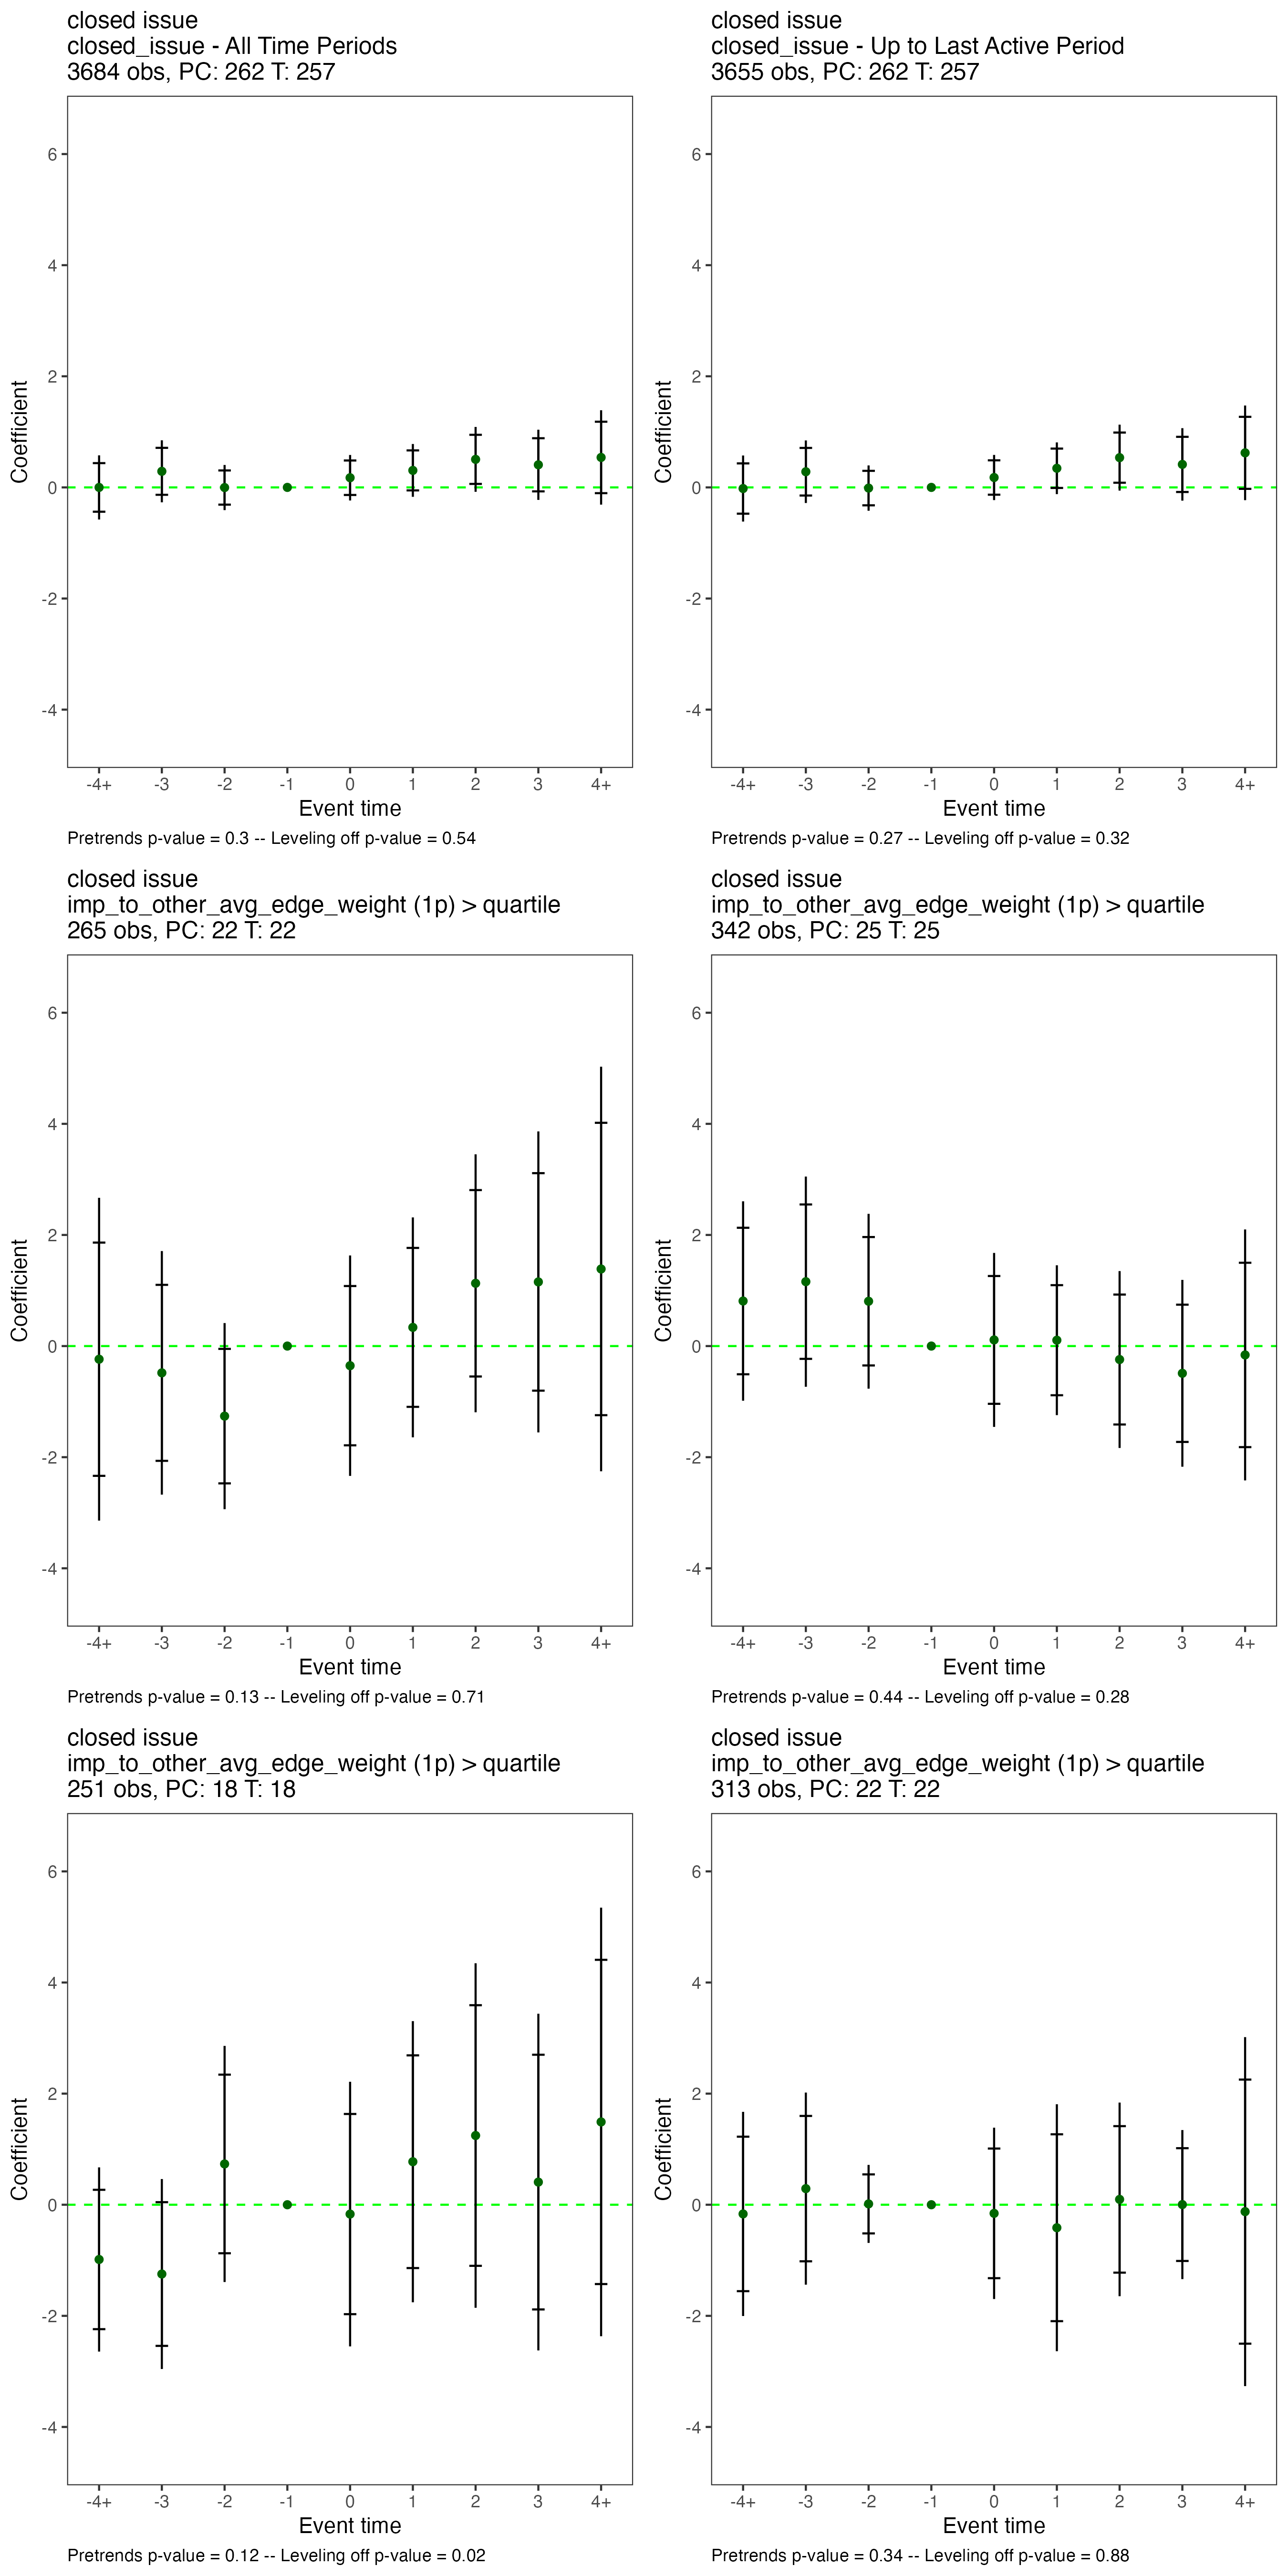 closed issue
closed_issue - All Time Periods
3684 obs, PC: 262 T: 257
6
4
2
0
-2
-4
Coefficient
-4+ -3 -2 -1 0 1 2 3 4+
Event time
Pretrends p-value = 0.3 -- Leveling off p-value = 0.54
closed issue
closed_issue - Up to Last Active Period
3655 obs, PC: 262 T: 257
6
4
2
0
-2
-4
Coefficient
-4+ -3 -2 -1 0 1 2 3 4+
Event time
Pretrends p-value = 0.27 -- Leveling off p-value = 0.32
closed issue
imp_to_other_avg_edge_weight (1p) > quartile
265 obs, PC: 22 T: 22
6
4
2
0
-2
-4
Coefficient
-4+ -3 -2 -1 0 1 2 3 4+
Event time
Pretrends p-value = 0.13 -- Leveling off p-value = 0.71
closed issue
imp_to_other_avg_edge_weight (1p) > quartile
342 obs, PC: 25 T: 25
6
4
2
0
-2
-4
Coefficient
-4+ -3 -2 -1 0 1 2 3 4+
Event time
Pretrends p-value = 0.44 -- Leveling off p-value = 0.28
closed issue
imp_to_other_avg_edge_weight (1p) > quartile
251 obs, PC: 18 T: 18
6
4
2
0
-2
-4
Coefficient
-4+ -3 -2 -1 0 1 2 3 4+
Event time
Pretrends p-value = 0.12 -- Leveling off p-value = 0.02
closed issue
imp_to_other_avg_edge_weight (1p) > quartile
313 obs, PC: 22 T: 22
6
4
2
0
-2
-4
Coefficient
-4+ -3 -2 -1 0 1 2 3 4+
Event time
Pretrends p-value = 0.34 -- Leveling off p-value = 0.88